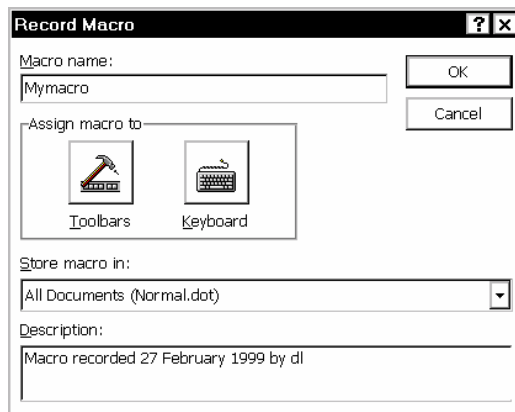 Record Macro
? ×
Macro name:
Mymacro
OK
Cancel
Assign macro to
Toolbars
Keyboard
Store macro in:
All Documents (Normal.dot)
Description:
Macro recorded 27 February 1999 by dl